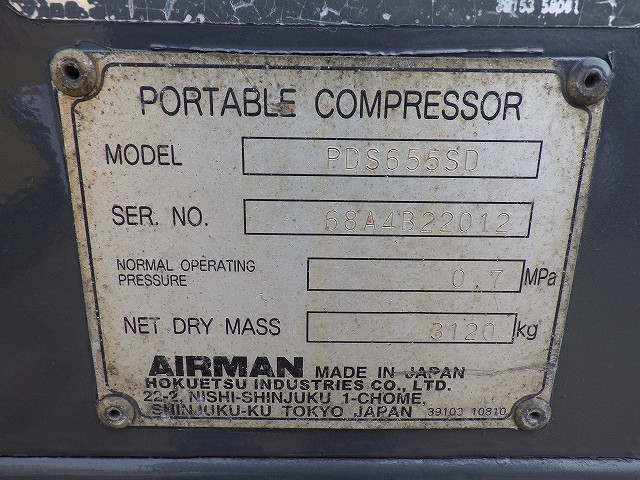 PORTABLE COMPRESSOR
MODEL PDS655SD
SER. NO. 68A4B22012
NORMAL OPERATING
PRESSURE 0.7 MPa
NET DRY MASS 3120 kg
AIRMAN MADE IN JAPAN
HOKUETSU INDUSTRIES CO., LTD.
22-2, NISHI-SHINJUKU 1-CHOME,
SHINJUKU-KU TOKYO JAPAN 39103 10810